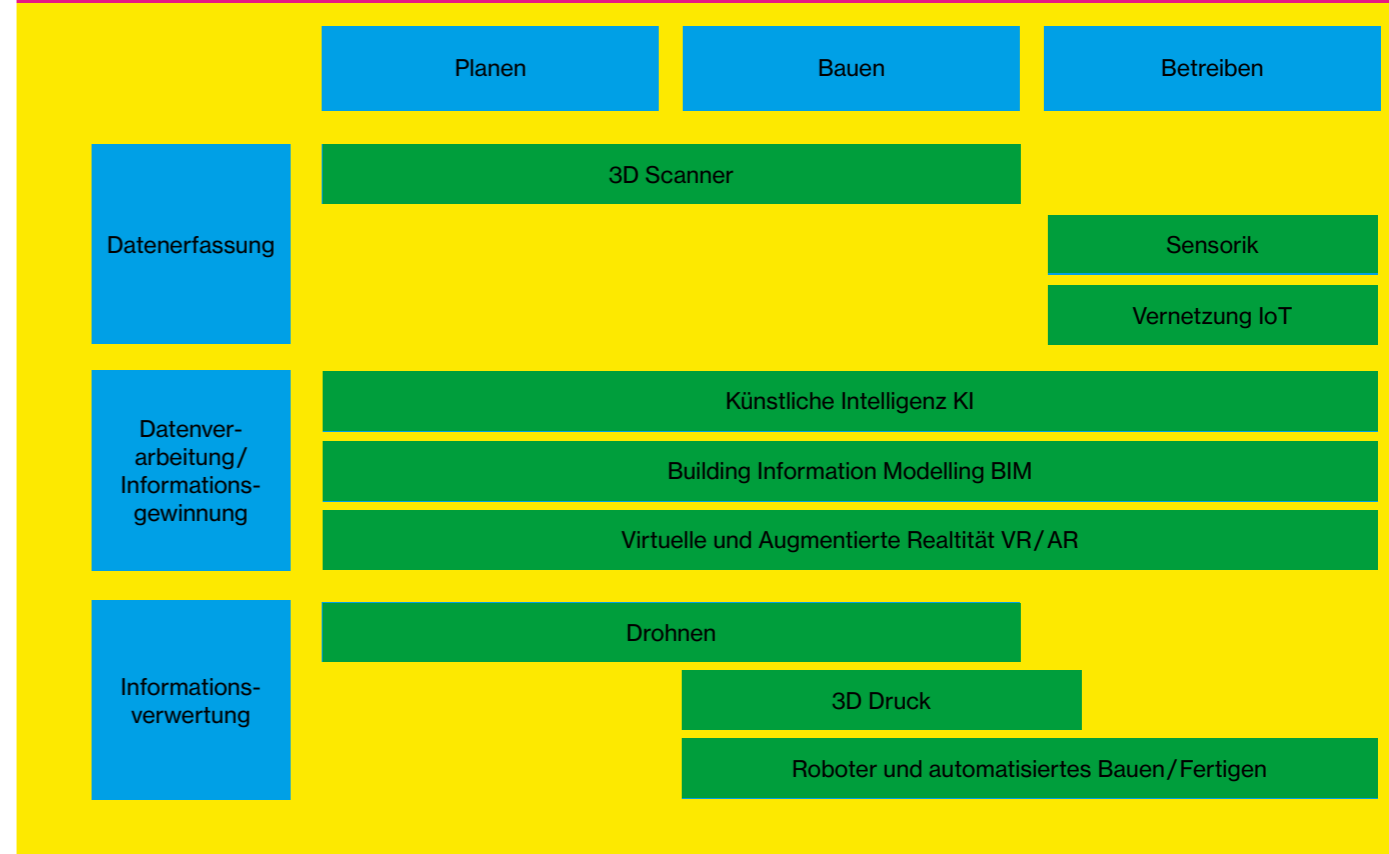 Planen
Bauen
Betreiben
Datenerfassung
3D Scanner
Sensorik
Vernetzung IoT
Datenver-
arbeitung/
Informations-
gewinnung
Künstliche Intelligenz KI
Building Information Modelling BIM
Virtuelle und Augmentierte Realtität VR/AR
Informations-
verwertung
Drohnen
3D Druck
Roboter und automatisiertes Bauen/Fertigen